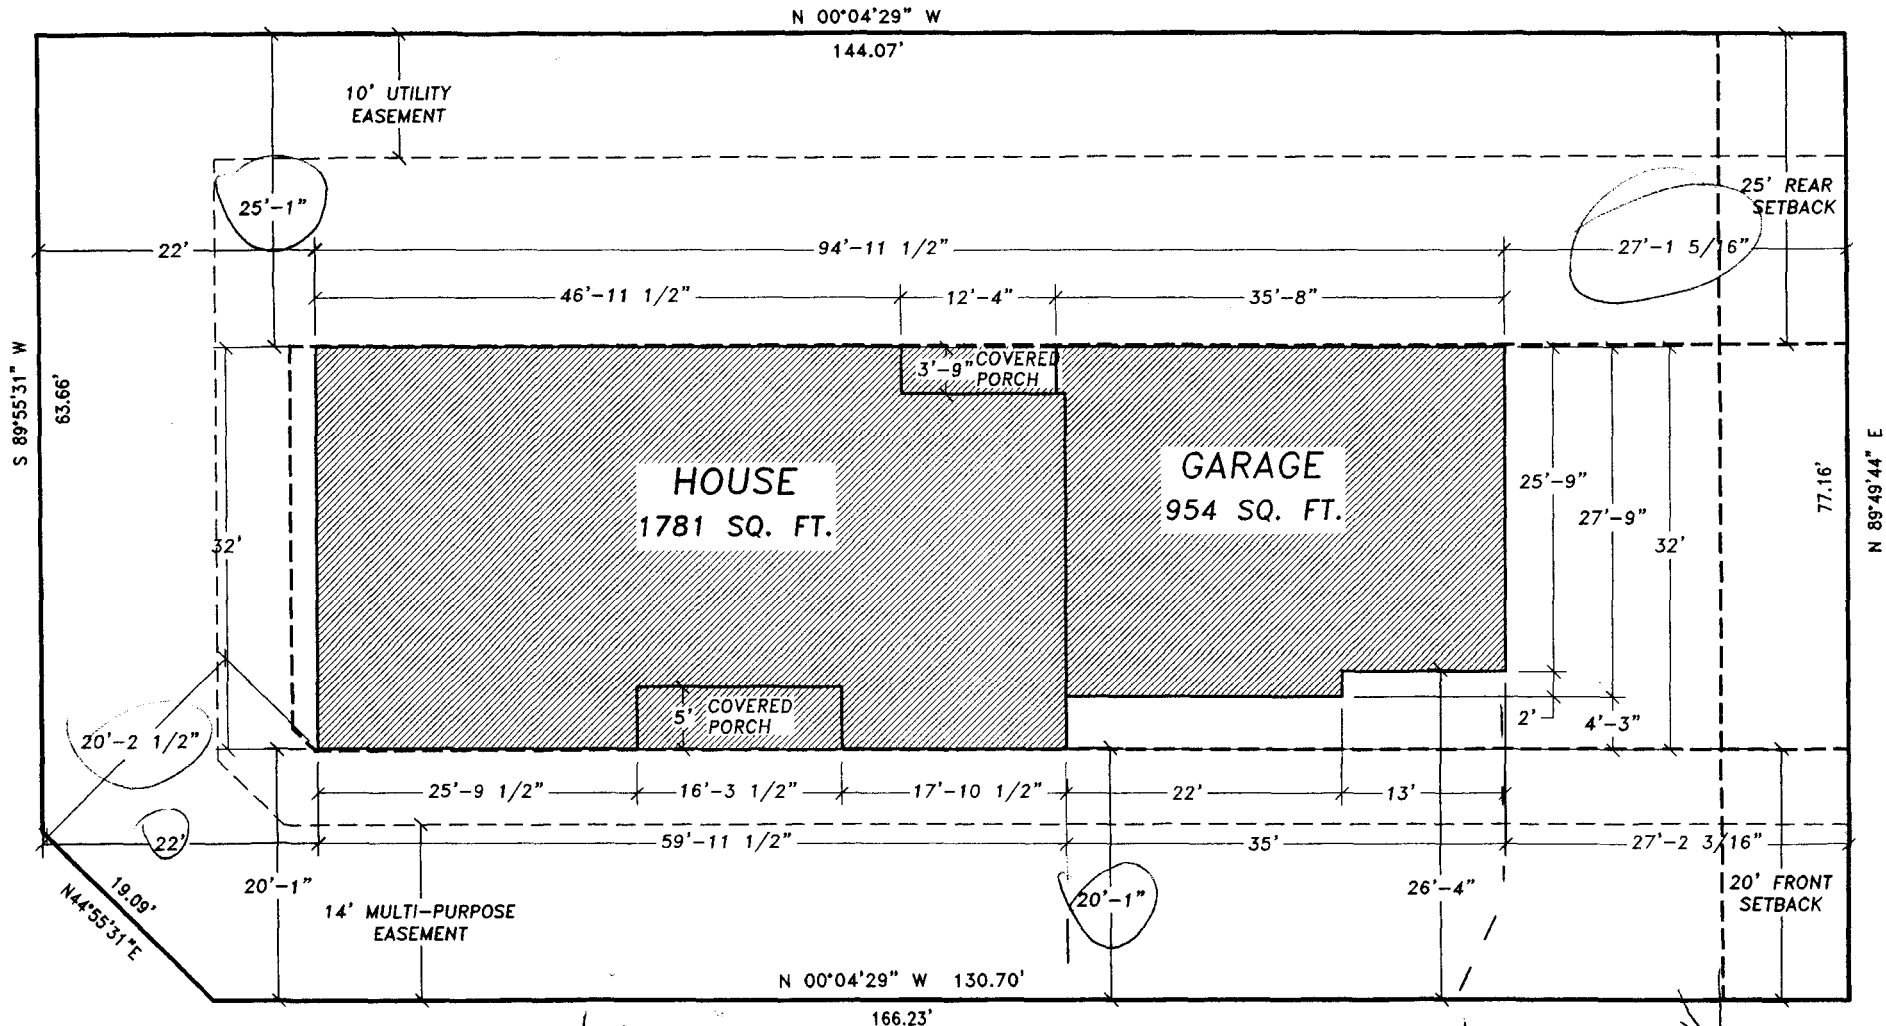 N 00°04'29" W
144.07'
10' UTILITY
EASEMENT
25'-1"
25' REAR
SETBACK
22'
94'-11 1/2"
27'-1 5/16"
46'-11 1/2"
12'-4"
35'-8"
3'-9"
COVERED
PORCH
S 89°55'31" W
63.66'
HOUSE
1781 SQ. FT.
GARAGE
954 SQ. FT.
25'-9"
27'-9"
32'
77.16'
N 89°49'44" E
32'
5'
COVERED
PORCH
2'
4'-3"
20'-2 1/2"
25'-9 1/2"
16'-3 1/2"
17'-10 1/2"
22'
13'
22'
59'-11 1/2"
35'
27'-2 3/16"
20'-1"
20'-1"
26'-4"
20' FRONT
SETBACK
19.09'
N44°55'31"E
14' MULTI-PURPOSE
EASEMENT
N 00°04'29" W 130.70'
166.23'